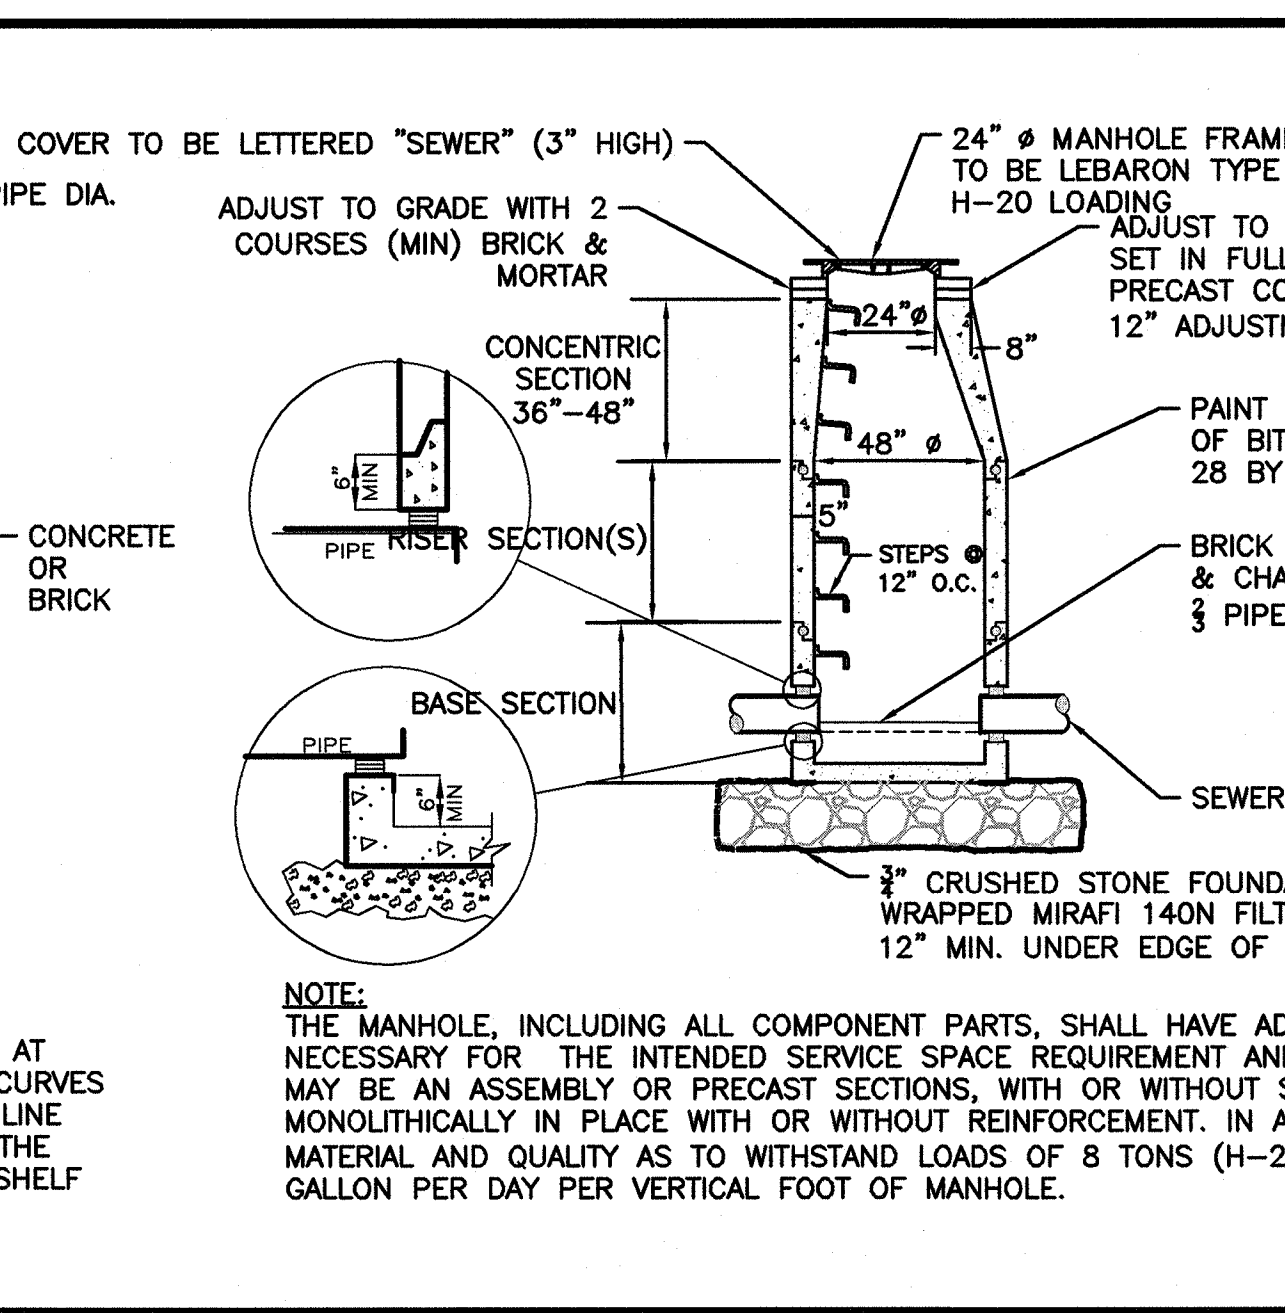 COVER TO BE LETTERED "SEWER" (3" HIGH)
PIPE DIA.
ADJUST TO GRADE WITH 2
COURSES (MIN) BRICK &
MORTAR
24" ø MANHOLE FRAM
TO BE LEBARON TYPE
H-20 LOADING
ADJUST TO
SET IN FULL
PRECAST CO
12" ADJUST
24"ø
8"
CONCENTRIC
SECTION
36"-48"
48" ø
PAINT
OF BIT
28 BY
6"
MIN
PIPE
RISER SECTION(S)
5"
STEPS @
12" O.C.
CONCRETE
OR
BRICK
BRICK
& CHA
2/3 PIPE
BASE SECTION
PIPE
6"
MIN
SEWER
3/4" CRUSHED STONE FOUND
WRAPPED MIRAFI 140N FILT
12" MIN. UNDER EDGE OF
AT
CURVES
LINE
THE
SHELF
NOTE:
THE MANHOLE, INCLUDING ALL COMPONENT PARTS, SHALL HAVE AD
NECESSARY FOR THE INTENDED SERVICE SPACE REQUIREMENT AN
MAY BE AN ASSEMBLY OR PRECAST SECTIONS, WITH OR WITHOUT S
MONOLITHICALLY IN PLACE WITH OR WITHOUT REINFORCEMENT. IN A
MATERIAL AND QUALITY AS TO WITHSTAND LOADS OF 8 TONS (H-2
GALLON PER DAY PER VERTICAL FOOT OF MANHOLE.